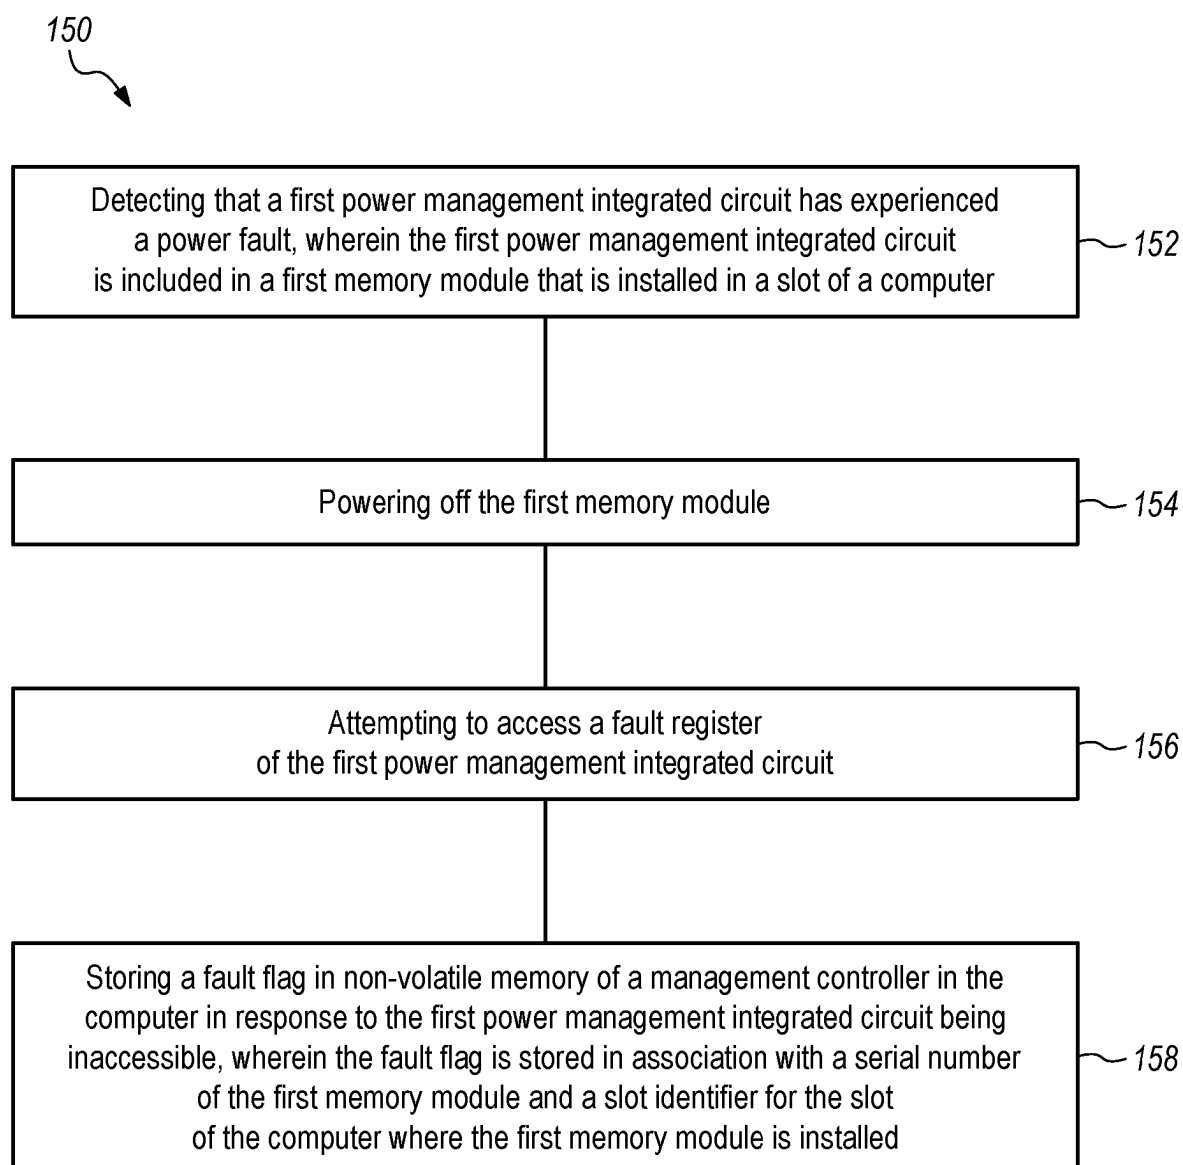 150
Detecting that a first power management integrated circuit has experienced
a power fault, wherein the first power management integrated circuit
is included in a first memory module that is installed in a slot of a computer
152
Powering off the first memory module
154
Attempting to access a fault register
of the first power management integrated circuit
156
Storing a fault flag in non-volatile memory of a management controller in the
computer in response to the first power management integrated circuit being
inaccessible, wherein the fault flag is stored in association with a serial number
of the first memory module and a slot identifier for the slot
of the computer where the first memory module is installed
158